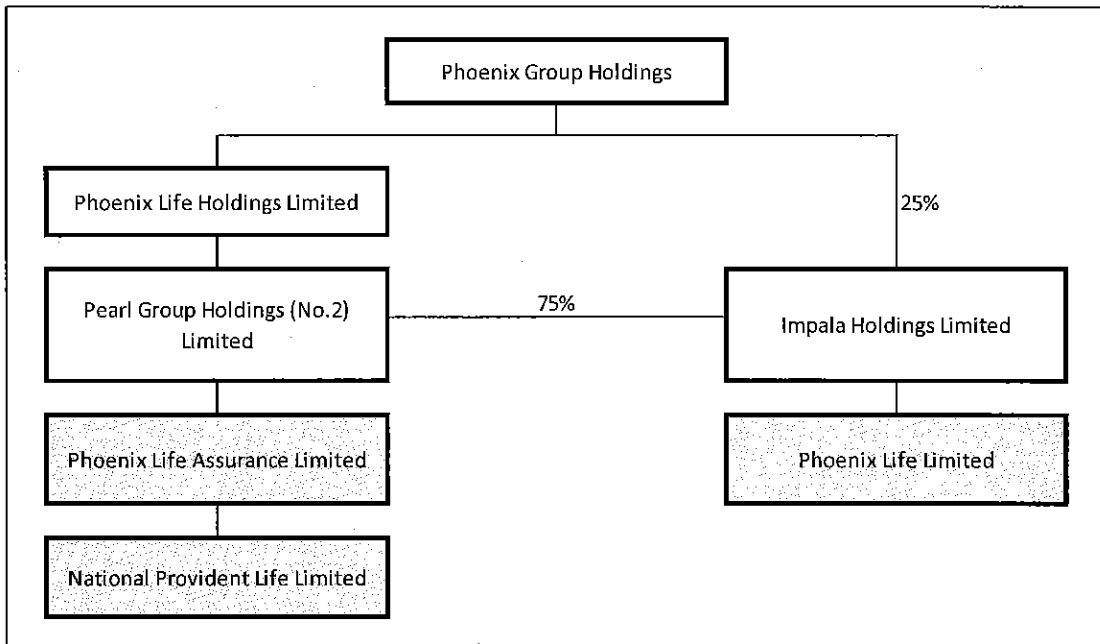 Phoenix Group Holdings
Phoenix Life Holdings Limited
25%
Pearl Group Holdings (No.2)
Limited
75%
Impala Holdings Limited
Phoenix Life Assurance Limited
Phoenix Life Limited
National Provident Life Limited